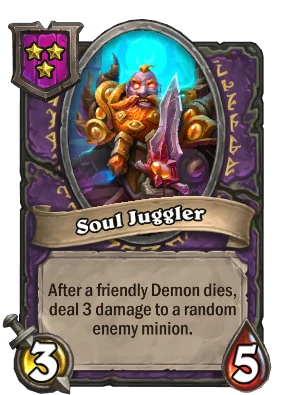 Soul Juggler
After a friendly Demon dies,
deal 3 damage to a random
enemy minion.
3
5